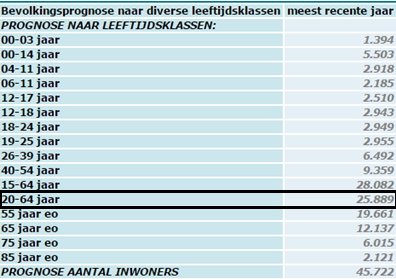 Bevolkingsprognose naar diverse leeftijdsklassen meest recente jaar
PROGNOSE NAAR LEEFTIJDSKLASSEN:
00-03 jaar 1.394
00-14 jaar 5.503
04-11 jaar 2.918
06-11 jaar 2.185
12-17 jaar 2.510
12-18 jaar 2.943
18-24 jaar 2.949
19-25 jaar 2.955
26-39 jaar 6.492
40-54 jaar 9.359
15-64 jaar 28.082
20-64 jaar 25.889
55 jaar eo 19.661
65 jaar eo 12.137
75 jaar eo 6.015
85 jaar eo 2.121
PROGNOSE AANTAL INWONERS 45.722